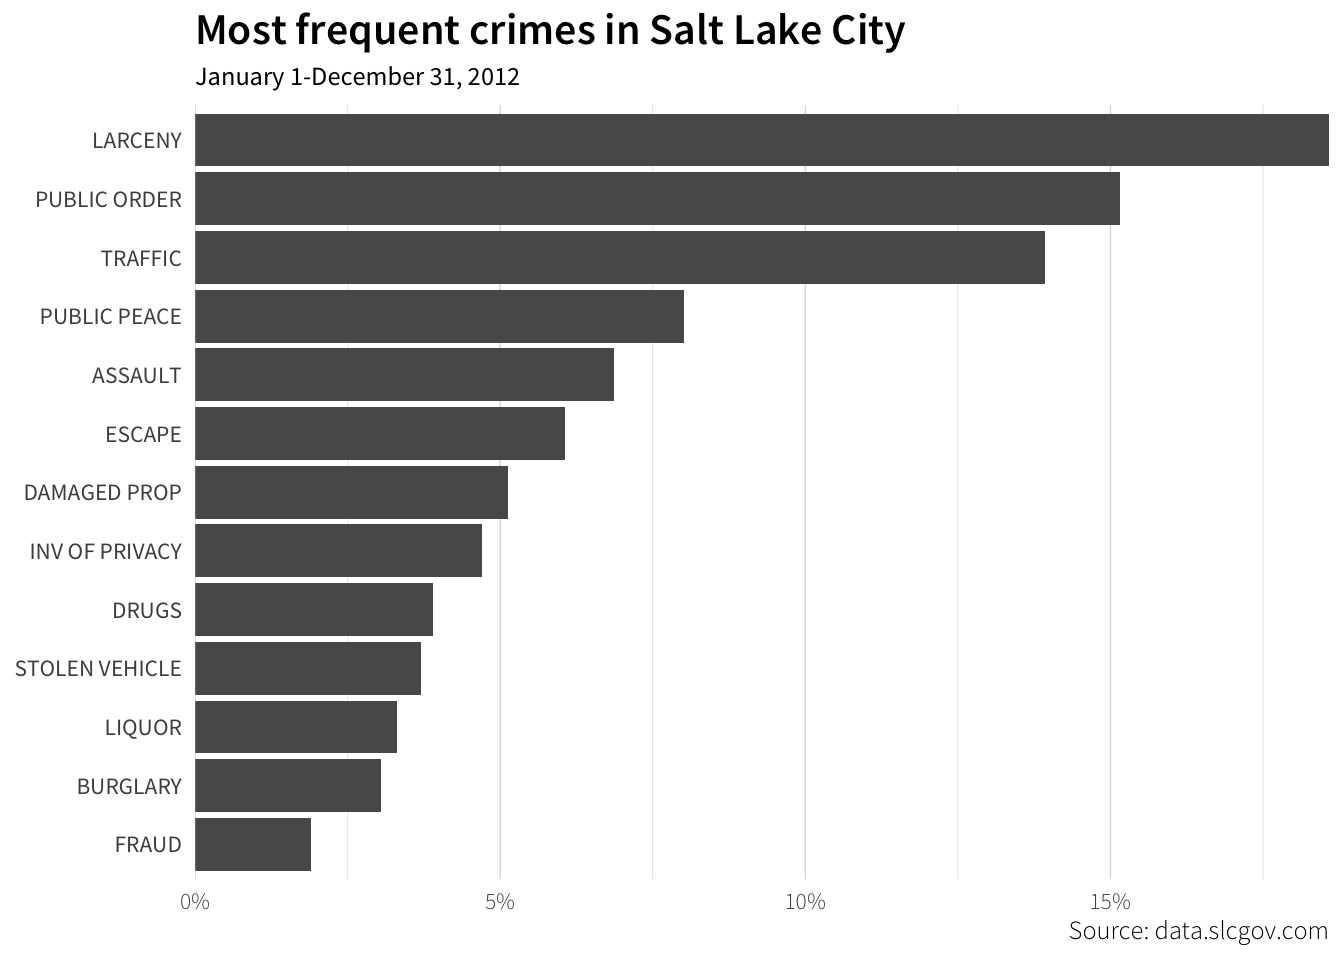 Most frequent crimes in Salt Lake City
January 1-December 31, 2012
LARCENY
PUBLIC ORDER
TRAFFIC
PUBLIC PEACE
ASSAULT
ESCAPE
DAMAGED PROP
INV OF PRIVACY
DRUGS
STOLEN VEHICLE
LIQUOR
BURGLARY
FRAUD
0% 5% 10% 15%
Source: data.slcgov.com